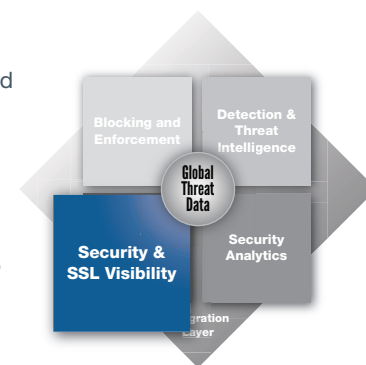 d
Blocking and
Enforcement
Detection &
Threat
Intelligence
Global
Threat
Data
Security &
SSL Visibility
Security
Analytics
gration
Layer